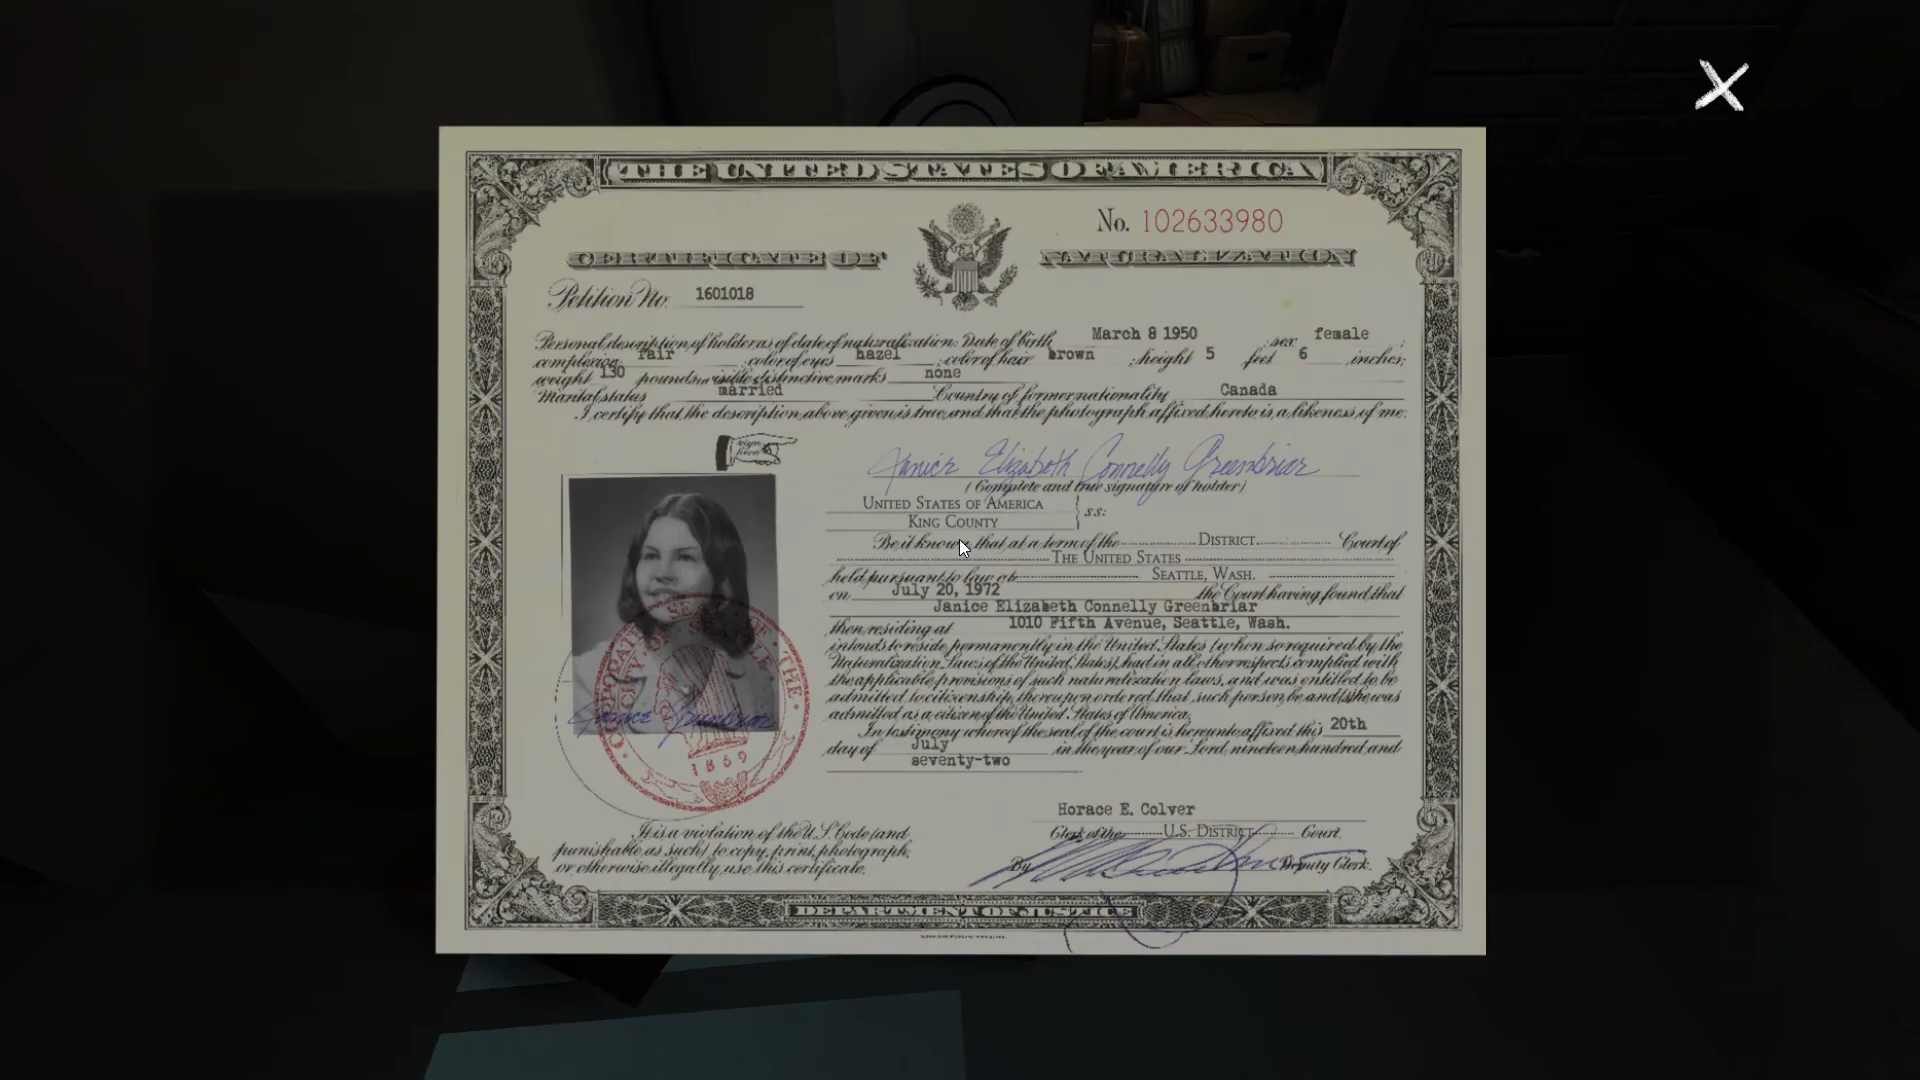 THE UNITED STATES OF AMERICA
No. 102633980
CERTIFICATE OF NATURALIZATION
Petition No. 1601018
Personal description of holder as of date of naturalization: Date of birth March 8 1950 sex female
complexion fair color of eyes hazel color of hair brown height 5 feet 6 inches;
weight 130 pounds, visible distinctive marks none
Marital status married Country of former nationality Canada
I certify that the description above given is true, and that the photograph affixed hereto is a likeness of me.
sign here
Janice Elizabeth Connelly Greenbriar
(Complete and true signature of holder)
UNITED STATES OF AMERICA
KING COUNTY
ss:
Be it known, that at a term of the DISTRICT Court of
THE UNITED STATES
held pursuant to law at SEATTLE, WASH.
on July 20, 1972 the Court having found that
Janice Elizabeth Connelly Greenbriar
then residing at 1010 Fifth Avenue, Seattle, Wash.
intends to reside permanently in the United States (when so required by the
Naturalization Laws of the United States), had in all other respects complied with
the applicable provisions of such naturalization laws, and was entitled to be
admitted to citizenship, thereupon ordered that such person be and (s)he was
admitted as a citizen of the United States of America.
In testimony whereof the seal of the court is hereunto affixed this 20th
day of July in the year of our Lord nineteen hundred and
seventy-two
Janice Greenbriar
CORPORATE SEAL OF THE
CITY OF SEATTLE
1869
It is a violation of the U.S. Code (and
punishable as such) to copy, print, photograph,
or otherwise illegally use this certificate.
Horace E. Colver
Clerk of the U.S. DISTRICT Court.
By Deputy Clerk.
DEPARTMENT OF JUSTICE